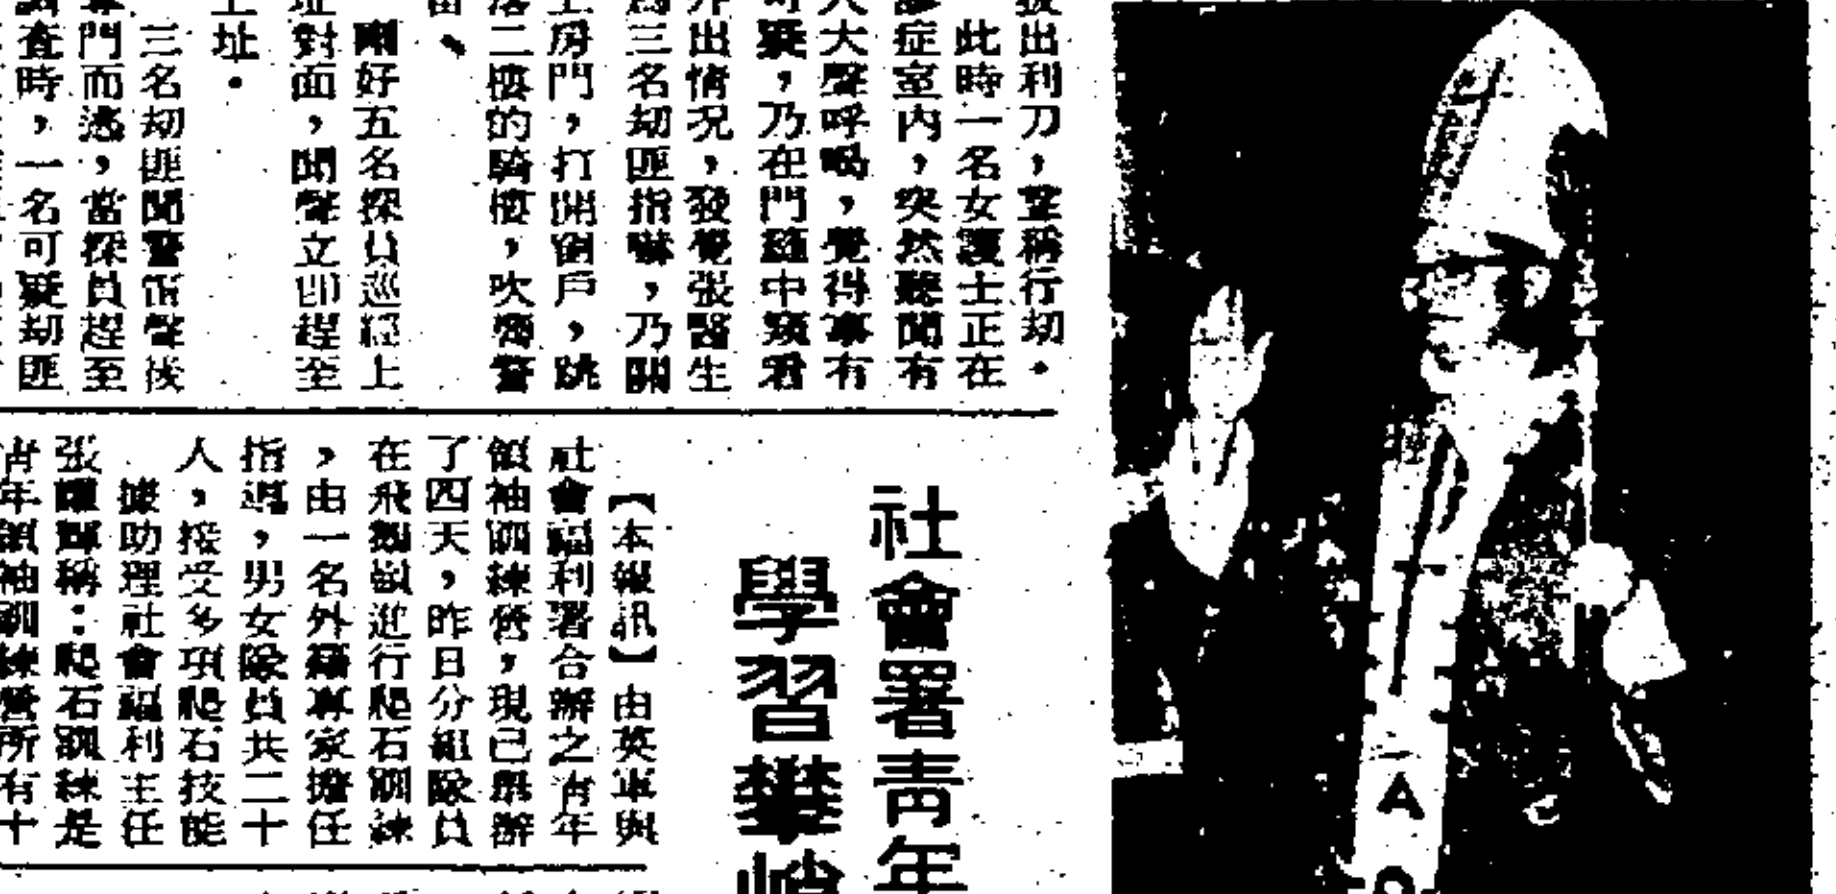 拔出利刀，聲稱行劫。
此時一名女護士正在
診症室內，突然聽聞有
人大聲呼喝，覺得事有
可疑，乃在門縫中窺看
出情况，發覺張醫生
爲三名劫匪指嚇，乃關
上房門，打開窗戶，跳
落二樓的騎樓，吹響警
笛。
剛好五名探員巡經上
址對面，聞聲立卽趕至
上址。
三名劫匪聞警笛聲後
奪門而逃，當探員趕至
調查時，一名可疑劫匪
社會署青年
學習攀峭
【本報訊】由英軍與
社會福利署合辦之青年
領袖訓練營，現已舉辦
了四天，昨日分組隊員
在飛鵝嶺進行爬石訓練
，由一名外籍專家擔任
指導，男女隊員共二十
人，接受多項爬石技能
據助理社會福利主任
張耀輝稱：爬石訓練是
青年領袖訓練營所有十
A